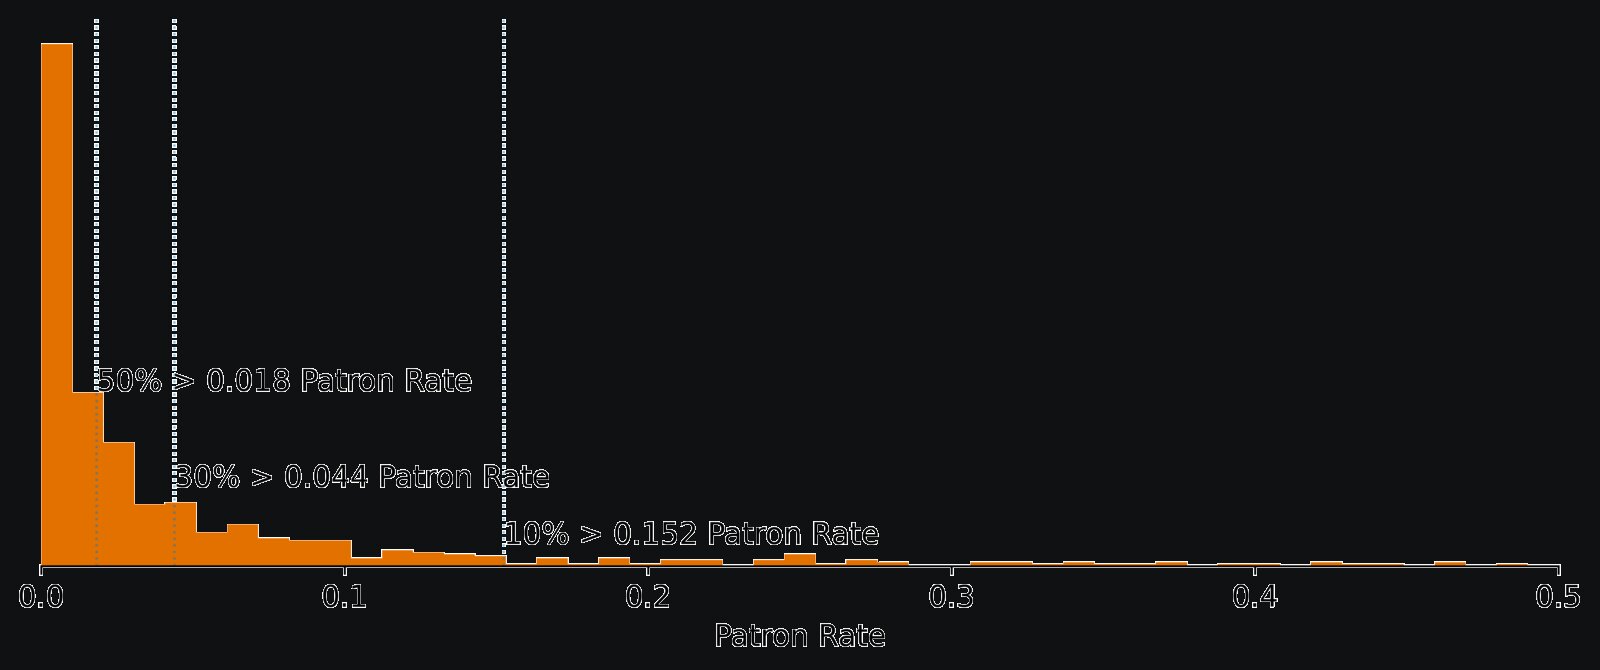 50% > 0.018 Patron Rate
30% > 0.044 Patron Rate
10% > 0.152 Patron Rate
0.0 0.1 0.2 0.3 0.4 0.5
Patron Rate